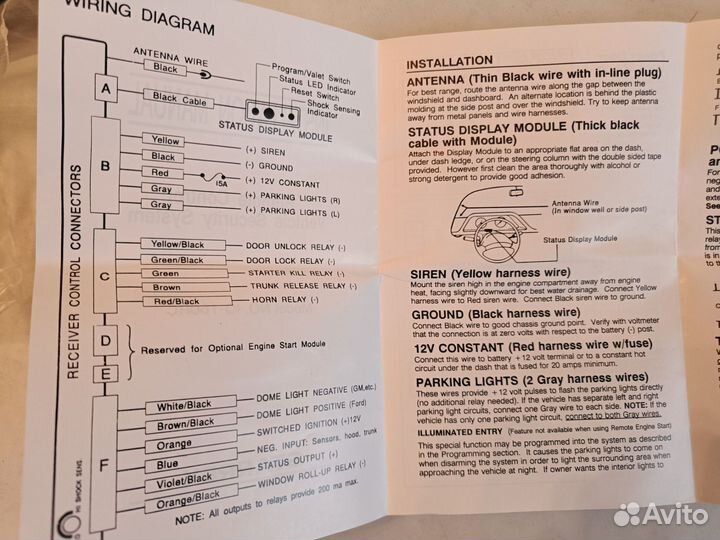 WIRING DIAGRAM
ANTENNA WIRE
Black
Program/Valet Switch
Status LED Indicator
Reset Switch
Shock Sensing
Indicator
A
Black Cable
STATUS DISPLAY MODULE
RECEIVER CONTROL CONNECTORS
B
Yellow (+) SIREN
Black (-) GROUND
Red 15A (+) 12V CONSTANT
Gray (+) PARKING LIGHTS (R)
Gray (+) PARKING LIGHTS (L)
C
Yellow/Black DOOR UNLOCK RELAY (-)
Green/Black DOOR LOCK RELAY (-)
Green STARTER KILL RELAY (-)
Brown TRUNK RELEASE RELAY (-)
Red/Black HORN RELAY (-)
D
E
Reserved for Optional Engine Start Module
F
White/Black DOME LIGHT NEGATIVE (GM,etc.)
Brown/Black DOME LIGHT POSITIVE (Ford)
Orange SWITCHED IGNITION (+)12V
Blue NEG. INPUT: Sensors, hood, trunk
Violet/Black STATUS OUTPUT (+)
Orange/Black WINDOW ROLL-UP RELAY (-)
NOTE: All outputs to relays provide 200 ma max.
HI SHOCK SENS.
INSTALLATION
ANTENNA (Thin Black wire with in-line plug)
For best range, route the antenna wire along the gap between the
windshield and dashboard. An alternate location is behind the plastic
molding at the side post and over the windshield. Try to keep antenna
away from metal panels and wire harnesses.
STATUS DISPLAY MODULE (Thick black
cable with Module)
Attach the Display Module to an appropriate flat area on the dash,
under dash ledge, or on the steering column with the double sided tape
provided. However first clean the area thoroughly with alcohol or
strong detergent to provide good adhesion.
Antenna Wire
(In window well or side post)
Status Display Module
SIREN (Yellow harness wire)
Mount the siren high in the engine compartment away from engine
heat, facing slightly downward for best water drainage. Connect Yellow
harness wire to Red siren wire. Connect Black siren wire to ground.
GROUND (Black harness wire)
Connect Black wire to good chassis ground point. Verify with voltmeter
that the connection is at zero volts with respect to the battery (-) post.
12V CONSTANT (Red harness wire w/fuse)
Connect this wire to battery +12 volt terminal or to a constant hot
circuit under the dash that is fused for 20 amps minimum.
PARKING LIGHTS (2 Gray harness wires)
These wires provide +12 volt pulses to flash the parking lights directly
(no additional relay needed). If the vehicle has separate left and right
parking light circuits, connect one Gray wire to each side. NOTE: If the
vehicle has only one parking light circuit, connect to both Gray wires.
ILLUMINATED ENTRY (Feature not available when using Remote Engine Start)
This special function may be programmed into the system as described
in the Programming section. It causes the parking lights to come on
when disarming the system in order to light the surrounding area when
approaching the vehicle at night. If owner wants the interior lights to
Avito